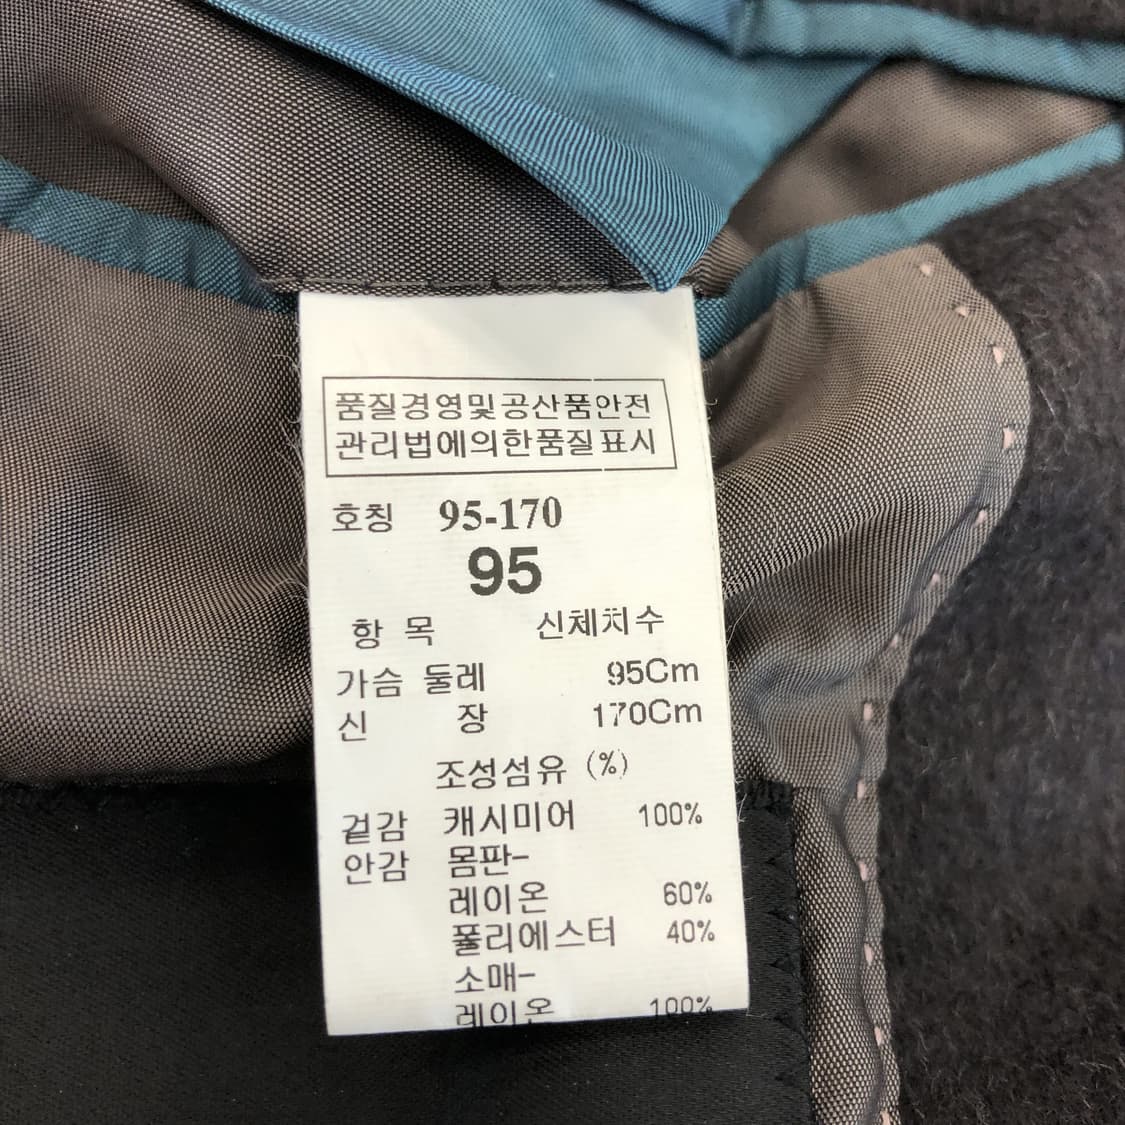 품질경영및공산품안전
관리법에의한품질표시
호칭 95-170
95
항 목 신체치수
가슴 둘레 95Cm
신 장 170Cm
조성섬유 (%)
겉감 캐시미어 100%
안감 몸판-
레이온 60%
폴리에스터 40%
소매-
레이온 100%